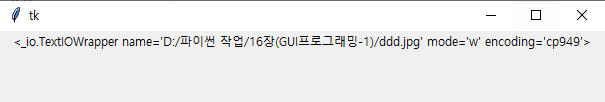 tk
<_io.TextIOWrapper name='D:/파이썬 작업/16장(GUI프로그래밍-1)/ddd.jpg' mode='w' encoding='cp949'>